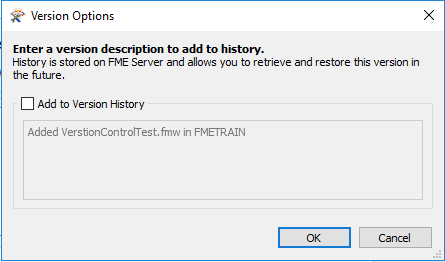 Version Options
Enter a version description to add to history.
History is stored on FME Server and allows you to retrieve and restore this version in
the future.
Add to Version History
Added VerstionControlTest.fmw in FMETRAIN
OK
Cancel